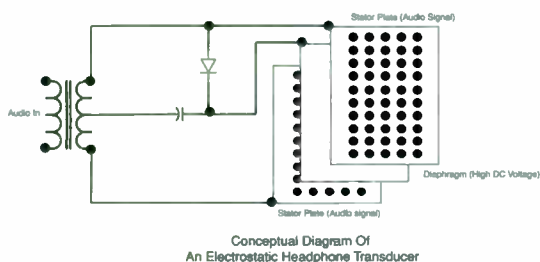 Stator Plate (Audio Signal)
Audio In
Diaphragm (High DC Voltage)
Stator Plate (Audio signal)
Conceptual Diagram Of
An Electrostatic Headphone Transducer